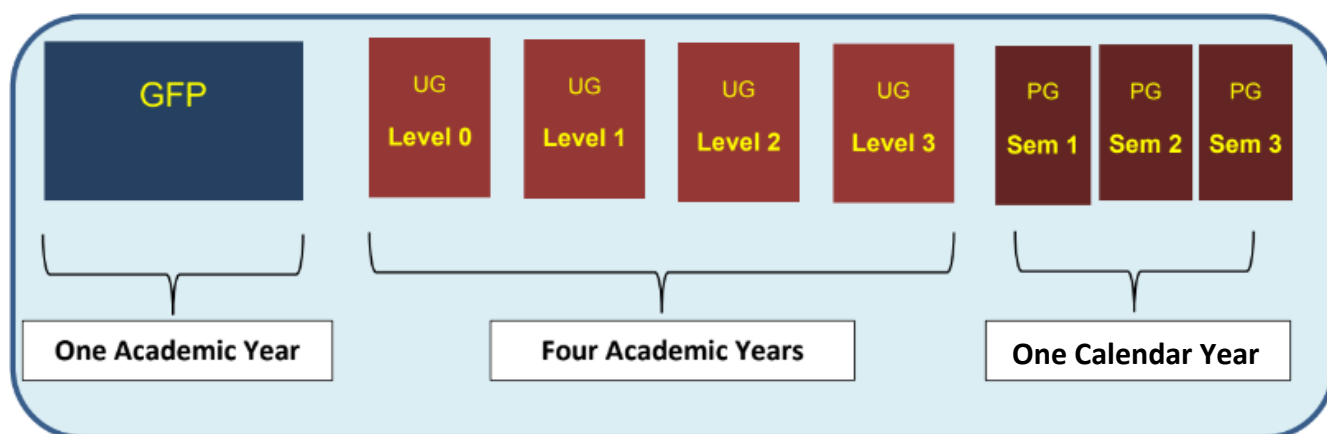 GFP
UG
Level 0
UG
Level 1
UG
Level 2
UG
Level 3
PG
Sem 1
PG
Sem 2
PG
Sem 3
One Academic Year
Four Academic Years
One Calendar Year